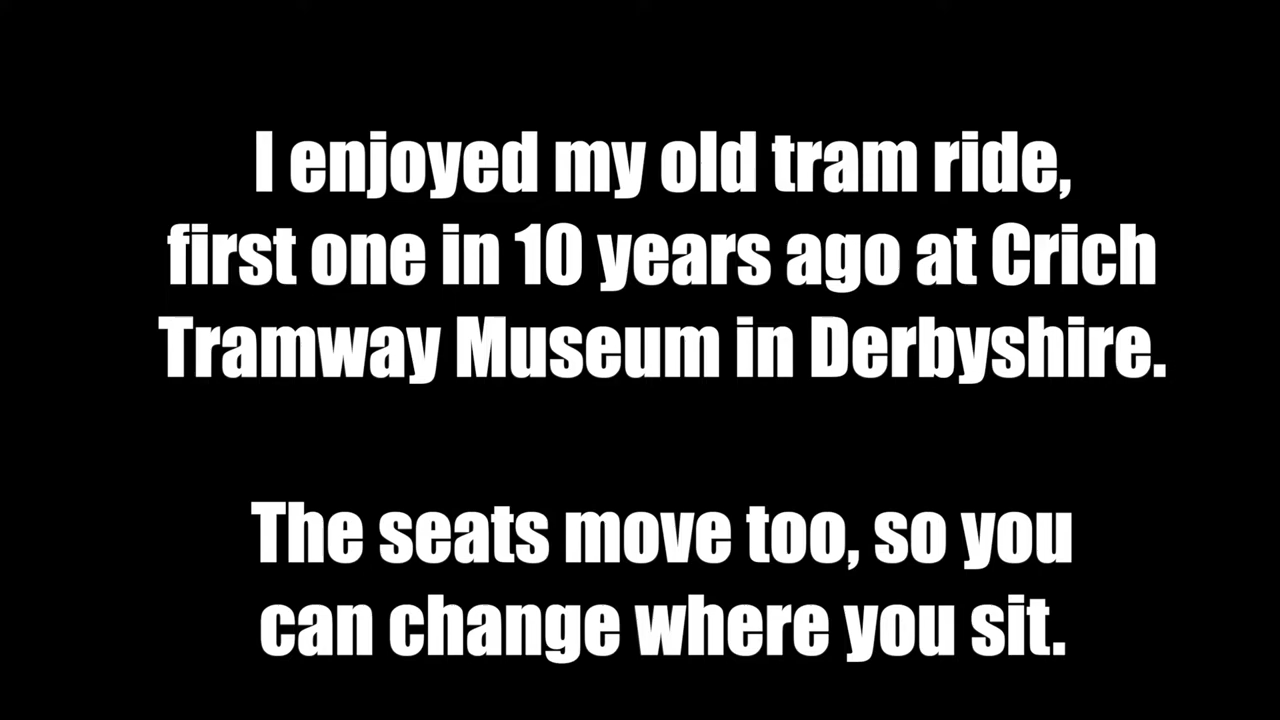 I enjoyed my old tram ride,
first one in 10 years ago at Crich
Tramway Museum in Derbyshire.
The seats move too, so you
can change where you sit.